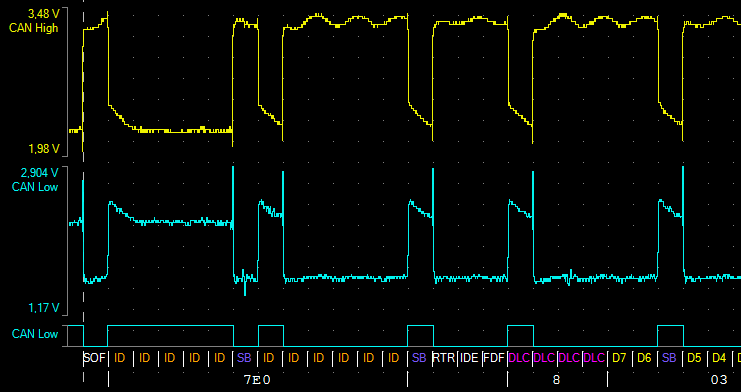 3,48 V
CAN High
1,98 V
2,904 V
CAN Low
1,17 V
CAN Low
SOF ID ID ID ID ID SB ID ID ID ID ID ID SB RTR IDE FDF DLC DLC DLC DLC D7 D6 SB D5 D4
7E0 8 03